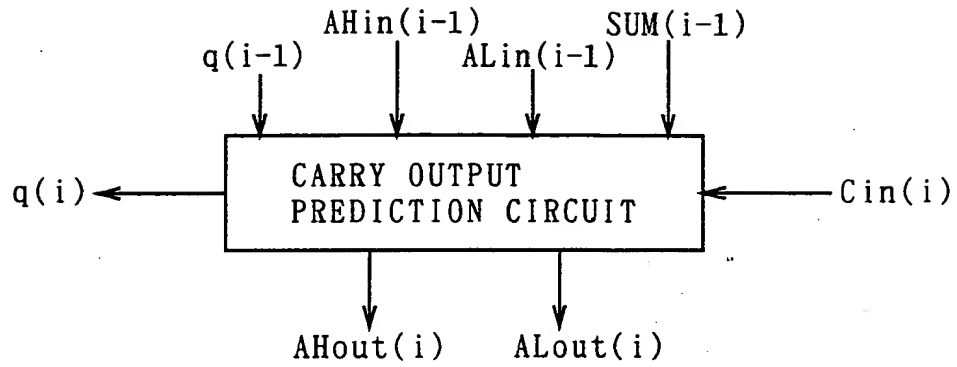 AHin(i-1)
SUM(i-1)
q(i-1)
ALin(i-1)
CARRY OUTPUT
PREDICTION CIRCUIT
q(i)
Cin(i)
AHout(i)
ALout(i)